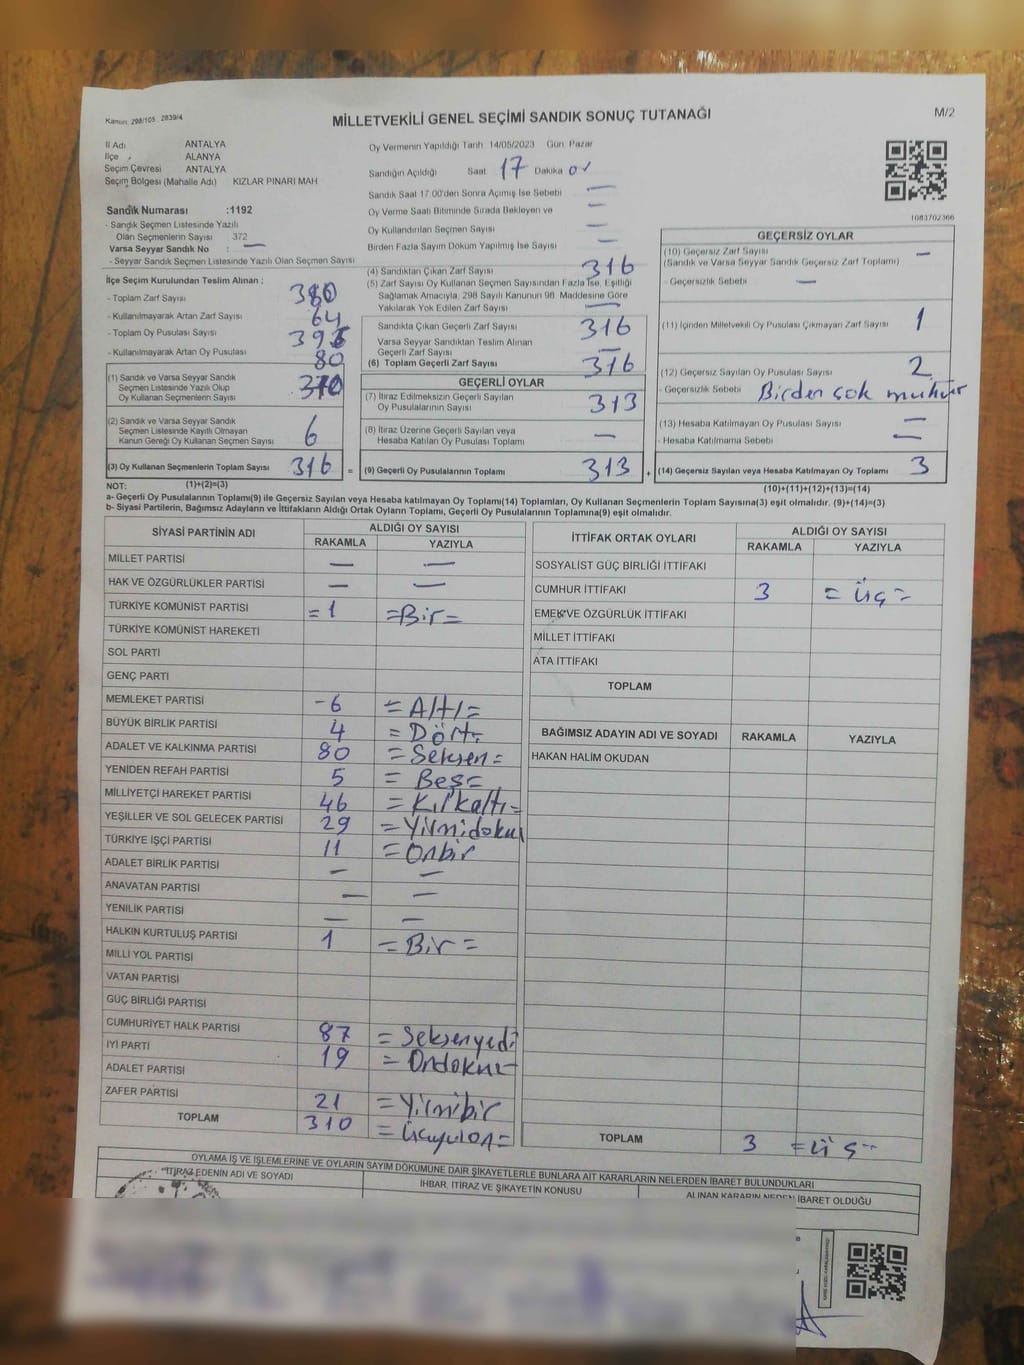 Kanun: 298/105 2839/4
MİLLETVEKİLİ GENEL SEÇİMİ SANDIK SONUÇ TUTANAĞI
M/2
İl Adı ANTALYA
İlçe ALANYA
Seçim Çevresi ANTALYA
Seçim Bölgesi (Mahalle Adı) KIZLAR PINARI MAH
Sandık Numarası :1192
- Sandık Seçmen Listesinde Yazılı
Olan Seçmenlerin Sayısı : 372
Varsa Seyyar Sandık No : —
- Seyyar Sandık Seçmen Listesinde Yazılı Olan Seçmen Sayısı
Oy Vermenin Yapıldığı Tarih 14/05/2023 Gün Pazar
Sandığın Açıldığı Saat 17 Dakika 01
Sandık Saat 17:00'den Sonra Açılmış İse Sebebi —
Oy Verme Saati Bitiminde Sırada Bekleyen ve —
Oy Kullandırılan Seçmen Sayısı —
Birden Fazla Sayım Döküm Yapılmış İse Sayısı —
1083702366
İlçe Seçim Kurulundan Teslim Alınan :
- Toplam Zarf Sayısı 380
- Kullanılmayarak Artan Zarf Sayısı 64
- Toplam Oy Pusulası Sayısı
- Kullanılmayarak Artan Oy Pusulası 80
(1) Sandık ve Varsa Seyyar Sandık
Seçmen Listesinde Yazılı Olup
Oy Kullanan Seçmenlerin Sayısı
(2) Sandık ve Varsa Seyyar Sandık
Seçmen Listesinde Kayıtlı Olmayan
Kanun Gereği Oy Kullanan Seçmen Sayısı 6
(3) Oy Kullanan Seçmenlerin Toplam Sayısı 316 =
(1)+(2)=(3)
(4) Sandıktan Çıkan Zarf Sayısı 316
(5) Zarf Sayısı Oy Kullanan Seçmen Sayısından Fazla İse, Eşitliği
Sağlamak Amacıyla, 298 Sayılı Kanunun 98. Maddesine Göre
Yakılarak Yok Edilen Zarf Sayısı
Sandıkta Çıkan Geçerli Zarf Sayısı 316
Varsa Seyyar Sandıktan Teslim Alınan
Geçerli Zarf Sayısı —
(6) Toplam Geçerli Zarf Sayısı 316
GEÇERLİ OYLAR
(7) İtiraz Edilmeksizin Geçerli Sayılan
Oy Pusulalarının Sayısı 313
(8) İtiraz Üzerine Geçerli Sayılan veya
Hesaba Katılan Oy Pusulası Toplamı —
(9) Geçerli Oy Pusulalarının Toplamı 313 +
GEÇERSİZ OYLAR
(10) Geçersiz Zarf Sayısı —
(Sandık ve Varsa Seyyar Sandık Geçersiz Zarf Toplamı)
- Geçersizlik Sebebi —
(11) İçinden Milletvekili Oy Pusulası Çıkmayan Zarf Sayısı 1
(12) Geçersiz Sayılan Oy Pusulası Sayısı 2
- Geçersizlik Sebebi Birden çok mühür
(13) Hesaba Katılmayan Oy Pusulası Sayısı —
- Hesaba Katılmama Sebebi —
(14) Geçersiz Sayılan veya Hesaba Katılmayan Oy Toplamı 3
(10)+(11)+(12)+(13)=(14)
NOT:
a- Geçerli Oy Pusulalarının Toplamı(9) ile Geçersiz Sayılan veya Hesaba katılmayan Oy Toplamı(14) Toplamları, Oy Kullanan Seçmenlerin Toplam Sayısına(3) eşit olmalıdır. (9)+(14)=(3)
b- Siyasi Partilerin, Bağımsız Adayların ve İttifakların Aldığı Ortak Oyların Toplamı, Geçerli Oy Pusulalarının Toplamına(9) eşit olmalıdır.
SİYASİ PARTİNİN ADI ALDIĞI OY SAYISI
RAKAMLA YAZIYLA
MİLLET PARTİSİ — —
HAK VE ÖZGÜRLÜKLER PARTİSİ — —
TÜRKİYE KOMÜNİST PARTİSİ =1 =Bir=
TÜRKİYE KOMÜNİST HAREKETİ
SOL PARTİ
GENÇ PARTİ
MEMLEKET PARTİSİ -6 =Altı=
BÜYÜK BİRLİK PARTİSİ 4 =Dört=
ADALET VE KALKINMA PARTİSİ 80 =Seksen=
YENİDEN REFAH PARTİSİ 5 =Beş=
MİLLİYETÇİ HAREKET PARTİSİ 46 =Kırkaltı=
YEŞİLLER VE SOL GELECEK PARTİSİ 29 =Yirmidokuz
TÜRKİYE İŞÇİ PARTİSİ 11 =Onbir
ADALET BİRLİK PARTİSİ — —
ANAVATAN PARTİSİ — —
YENİLİK PARTİSİ — —
HALKIN KURTULUŞ PARTİSİ 1 =Bir=
MİLLİ YOL PARTİSİ
VATAN PARTİSİ
GÜÇ BİRLİĞİ PARTİSİ
CUMHURİYET HALK PARTİSİ 87 =Seksenyedi
İYİ PARTİ 19 =Ondokuz
ADALET PARTİSİ
ZAFER PARTİSİ 21 =Yirmibir
TOPLAM 310 =Üçyüzon=
İTTİFAK ORTAK OYLARI ALDIĞI OY SAYISI
RAKAMLA YAZIYLA
SOSYALİST GÜÇ BİRLİĞİ İTTİFAKI
CUMHUR İTTİFAKI 3 =Üç=
EMEK VE ÖZGÜRLÜK İTTİFAKI
MİLLET İTTİFAKI
ATA İTTİFAKI
TOPLAM
BAĞIMSIZ ADAYIN ADI VE SOYADI RAKAMLA YAZIYLA
HAKAN HALİM OKUDAN
TOPLAM 3 =Üç=
OYLAMA İŞ VE İŞLEMLERİNE VE OYLARIN SAYIM DÖKÜMÜNE DAİR ŞİKAYETLERLE BUNLARA AİT KARARLARIN NELERDEN İBARET BULUNDUKLARI
İTİRAZ EDENİN ADI VE SOYADI İHBAR, İTİRAZ VE ŞİKAYETİN KONUSU ALINAN KARARIN NEDEN İBARET OLDUĞU